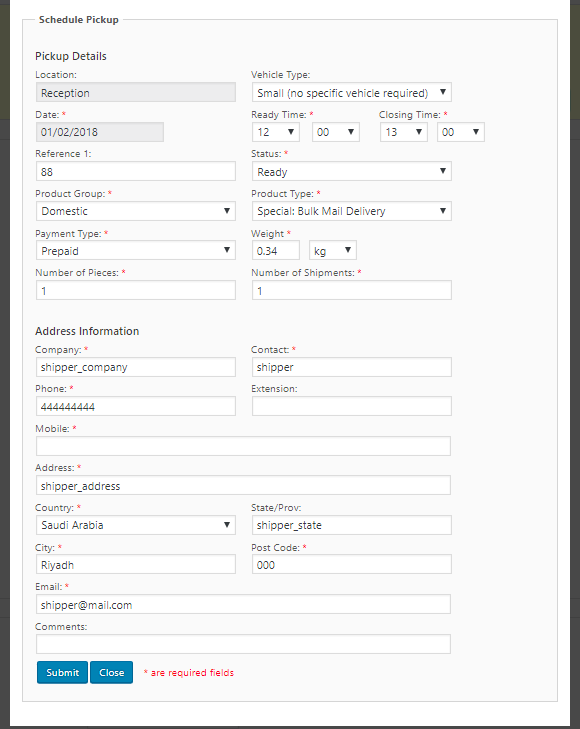 Schedule Pickup
Pickup Details
Location: Vehicle Type:
Reception Small (no specific vehicle required)
Date: * Ready Time: * Closing Time: *
01/02/2018 12 00 13 00
Reference 1: Status: *
88 Ready
Product Group: * Product Type: *
Domestic Special: Bulk Mail Delivery
Payment Type: * Weight *
Prepaid 0.34 kg
Number of Pieces: * Number of Shipments: *
1 1
Address Information
Company: * Contact: *
shipper_company shipper
Phone: * Extension:
444444444
Mobile: *
Address: *
shipper_address
Country: * State/Prov:
Saudi Arabia shipper_state
City: * Post Code: *
Riyadh 000
Email: *
shipper@mail.com
Comments:
Submit Close * are required fields